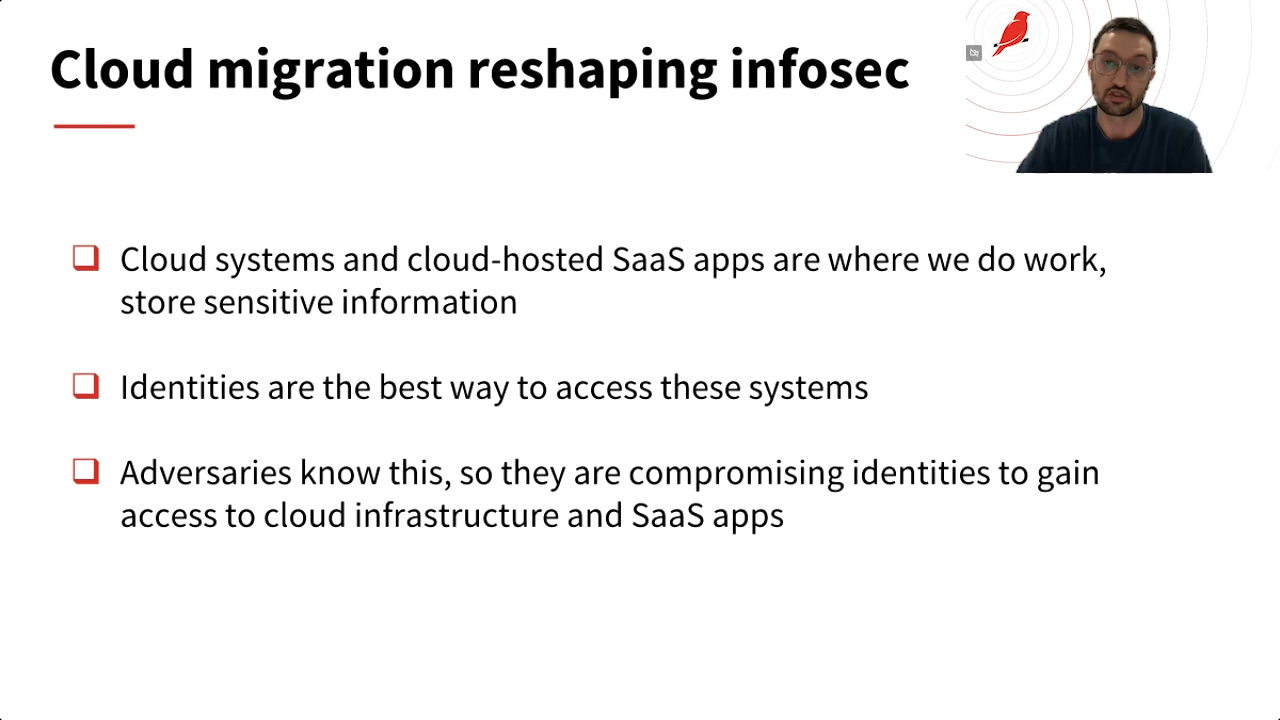 Cloud migration reshaping infosec
Cloud systems and cloud-hosted SaaS apps are where we do work,
store sensitive information
Identities are the best way to access these systems
Adversaries know this, so they are compromising identities to gain
access to cloud infrastructure and SaaS apps